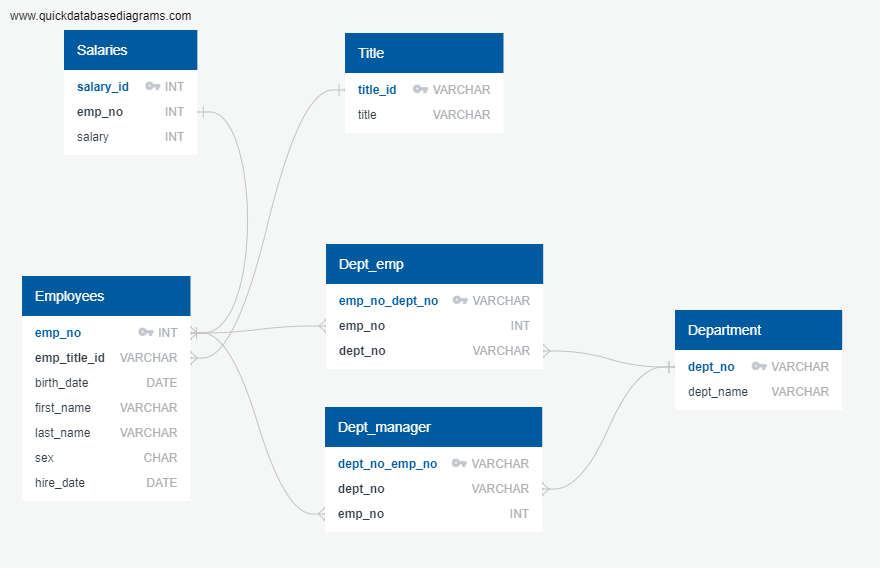 www.quickdatabasediagrams.com
Salaries
salary_id INT
emp_no INT
salary INT
Title
title_id VARCHAR
title VARCHAR
Employees
emp_no INT
emp_title_id VARCHAR
birth_date DATE
first_name VARCHAR
last_name VARCHAR
sex CHAR
hire_date DATE
Dept_emp
emp_no_dept_no VARCHAR
emp_no INT
dept_no VARCHAR
Dept_manager
dept_no_emp_no VARCHAR
dept_no VARCHAR
emp_no INT
Department
dept_no VARCHAR
dept_name VARCHAR